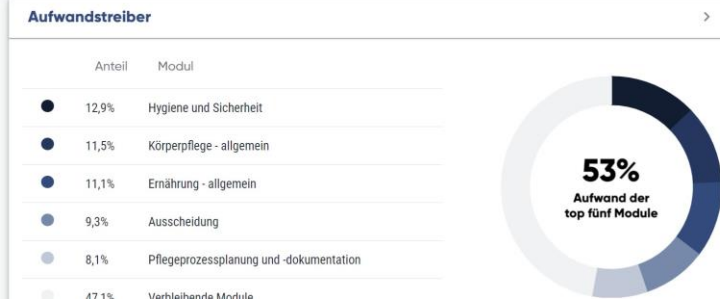 Aufwandstreiber
Anteil Modul
12,9% Hygiene und Sicherheit
11,5% Körperpflege - allgemein
11,1% Ernährung - allgemein
9,3% Ausscheidung
8,1% Pflegeprozessplanung und -dokumentation
47,1% Verbleibende Module
53%
Aufwand der
top fünf Module